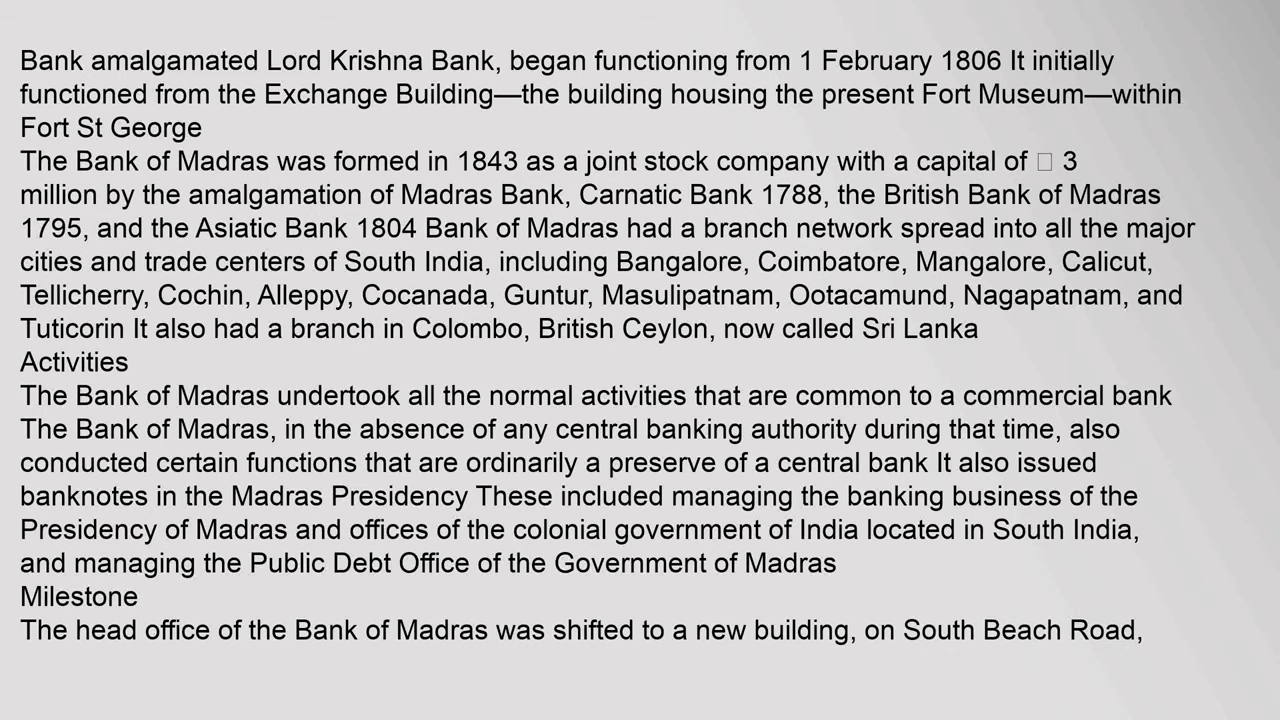 Bank amalgamated Lord Krishna Bank, began functioning from 1 February 1806 It initially
functioned from the Exchange Building—the building housing the present Fort Museum—within
Fort St George
The Bank of Madras was formed in 1843 as a joint stock company with a capital of □ 3
million by the amalgamation of Madras Bank, Carnatic Bank 1788, the British Bank of Madras
1795, and the Asiatic Bank 1804 Bank of Madras had a branch network spread into all the major
cities and trade centers of South India, including Bangalore, Coimbatore, Mangalore, Calicut,
Tellicherry, Cochin, Alleppy, Cocanada, Guntur, Masulipatnam, Ootacamund, Nagapatnam, and
Tuticorin It also had a branch in Colombo, British Ceylon, now called Sri Lanka
Activities
The Bank of Madras undertook all the normal activities that are common to a commercial bank
The Bank of Madras, in the absence of any central banking authority during that time, also
conducted certain functions that are ordinarily a preserve of a central bank It also issued
banknotes in the Madras Presidency These included managing the banking business of the
Presidency of Madras and offices of the colonial government of India located in South India,
and managing the Public Debt Office of the Government of Madras
Milestone
The head office of the Bank of Madras was shifted to a new building, on South Beach Road,